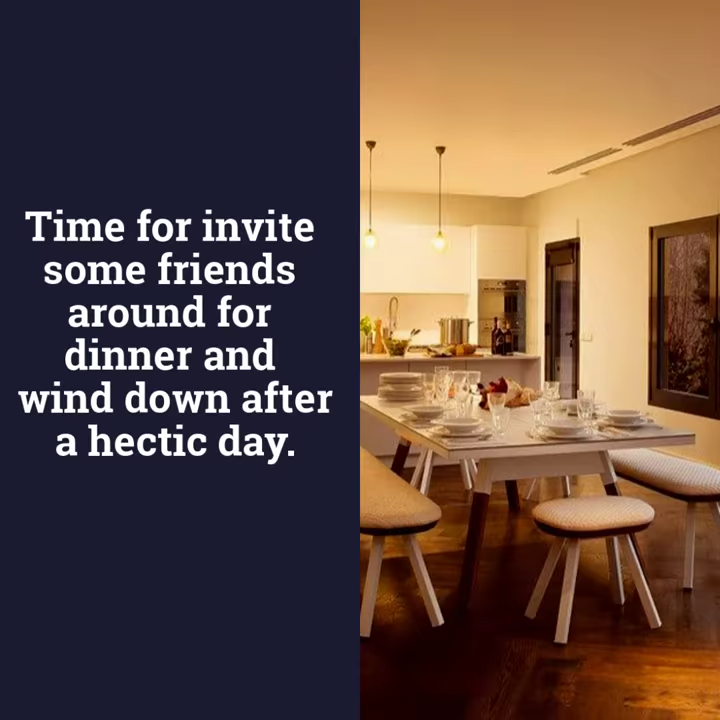 Time for invite
some friends
around for
dinner and
wind down after
a hectic day.